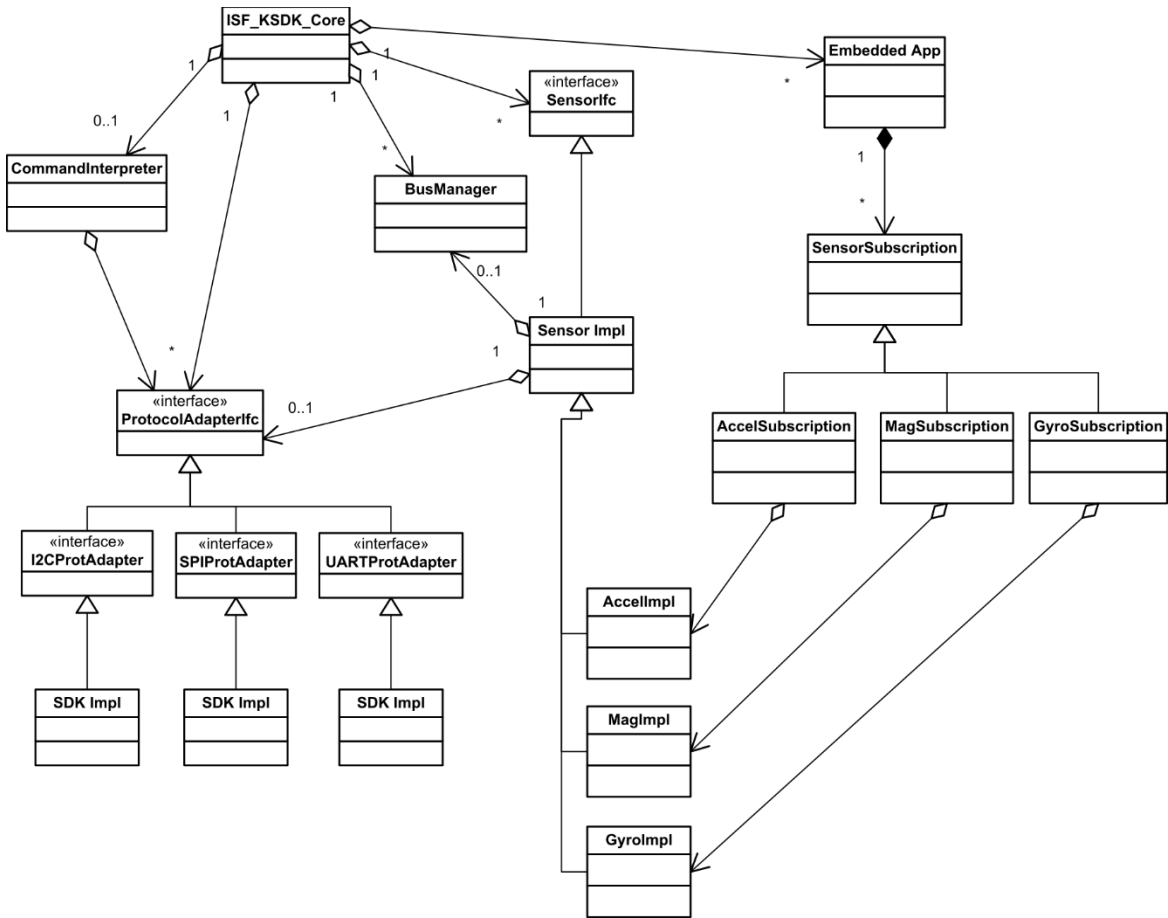 ISF_KSDK_Core
1
1
1
1
1
0..1
*
*
*
Embedded App
1
*
«interface»
SensorIfc
CommandInterpreter
BusManager
0..1
1
SensorSubscription
Sensor Impl
1
0..1
*
«interface»
ProtocolAdapterIfc
AccelSubscription
MagSubscription
GyroSubscription
«interface»
I2CProtAdapter
«interface»
SPIProtAdapter
«interface»
UARTProtAdapter
AccelImpl
SDK Impl
SDK Impl
SDK Impl
MagImpl
GyroImpl